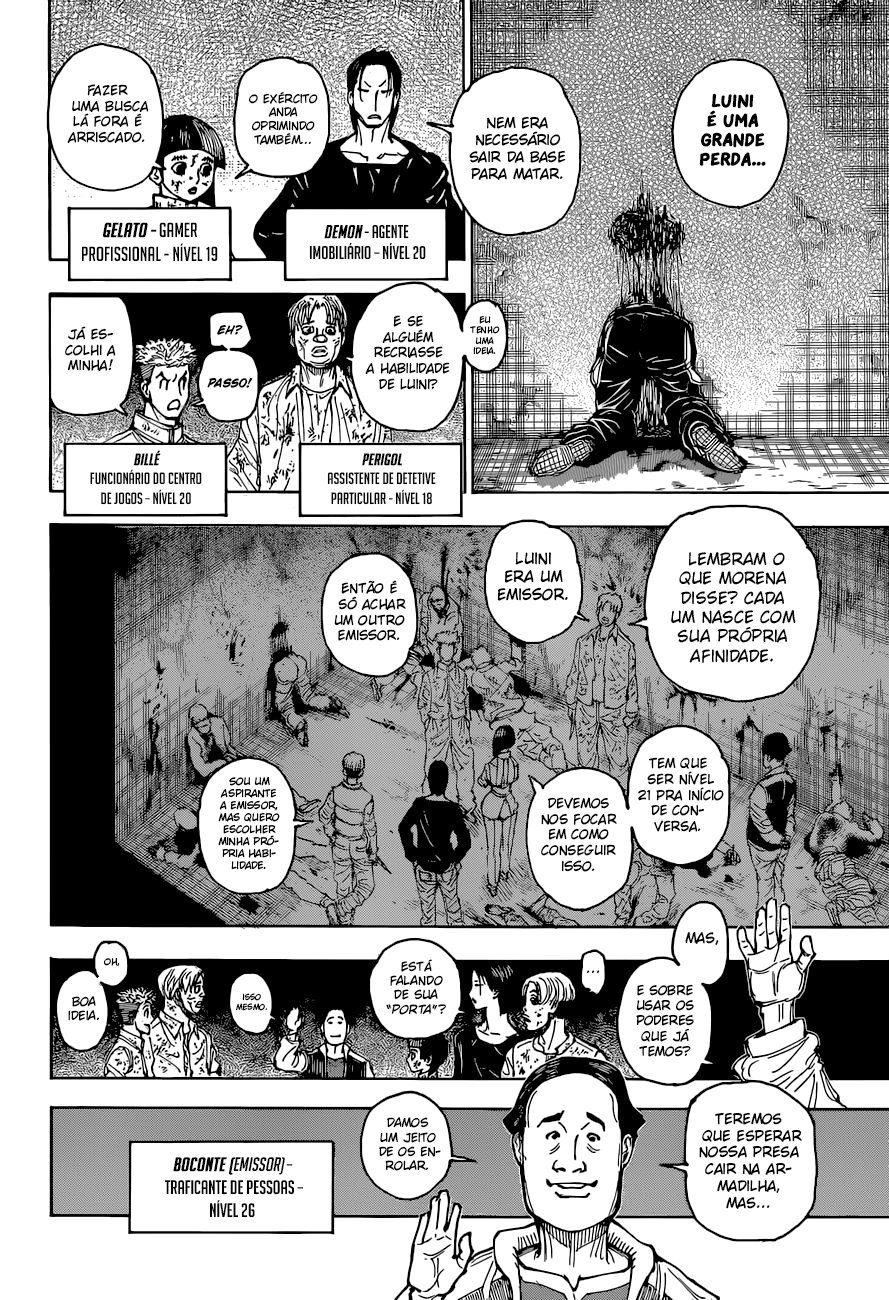 LUINI
É UMA
GRANDE
PERDA...
NEM ERA
NECESSÁRIO
SAIR DA BASE
PARA MATAR.
O EXÉRCITO
ANDA
OPRIMINDO
TAMBÉM...
FAZER
UMA BUSCA
LÁ FORA É
ARRISCADO.
DEMON - AGENTE
IMOBILIÁRIO - NÍVEL 20
GELATO - GAMER
PROFISSIONAL - NÍVEL 19
EU
TENHO
UMA
IDEIA.
E SE
ALGUÉM
RECRIASSE
A HABILIDADE
DE LUINI?
EH?
PASSO!
JÁ ES-
COLHI A
MINHA!
PERIGOL
ASSISTENTE DE DETETIVE
PARTICULAR - NÍVEL 18
BILLÉ
FUNCIONÁRIO DO CENTRO
DE JOGOS - NÍVEL 20
LEMBRAM O
QUE MORENA
DISSE? CADA
UM NASCE COM
SUA PRÓPRIA
AFINIDADE.
LUINI
ERA UM
EMISSOR.
ENTÃO É
SÓ ACHAR
UM OUTRO
EMISSOR.
TEM QUE
SER NÍVEL
21 PRA INÍCIO
DE CON-
VERSA.
DEVEMOS
NOS FOCAR
EM COMO
CONSEGUIR
ISSO.
SOU UM
ASPIRANTE
A EMISSOR,
MAS QUERO
ESCOLHER
MINHA PRÓ-
PRIA HABI-
LIDADE.
MAS,
E SOBRE
USAR OS
PODERES
QUE JÁ
TEMOS?
...
ESTÁ
FALANDO
DE SUA
"PORTA"?
ISSO
MESMO.
OH,
BOA
IDEIA.
TEREMOS
QUE ESPERAR
NOSSA PRESA
CAIR NA AR-
MADILHA,
MAS...
DAMOS
UM JEITO
DE OS EN-
ROLAR.
BOCONTE (EMISSOR) -
TRAFICANTE DE PESSOAS -
NÍVEL 26